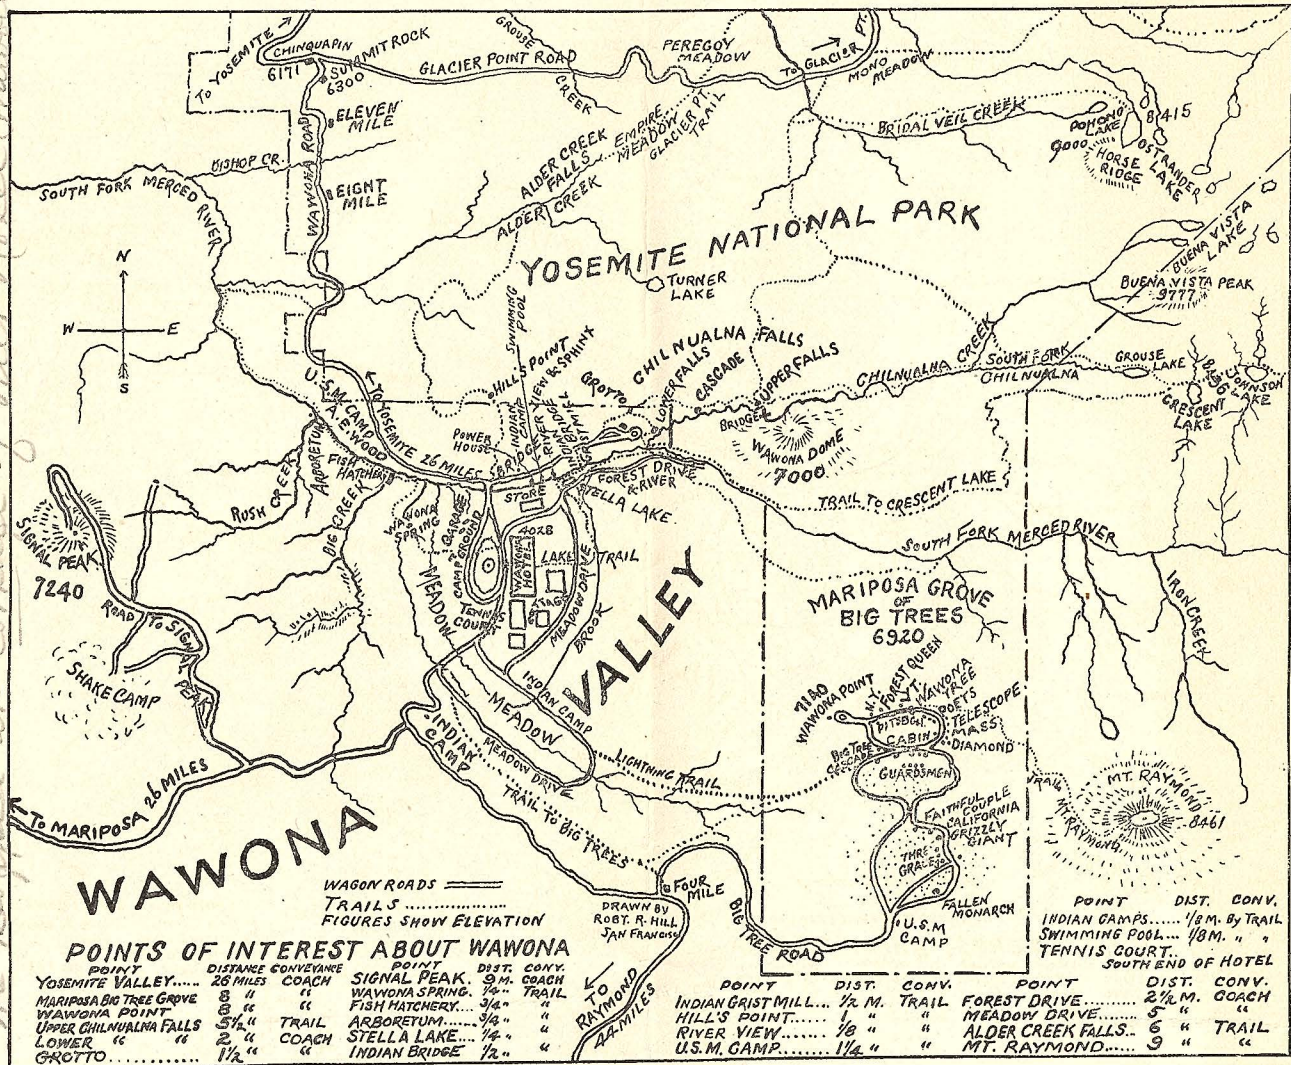 TO YOSEMITE
CHINQUAPIN
6171
SUMMIT ROCK
6300
GLACIER POINT ROAD
GROUSE
CREEK
PEREGOY
MEADOW
TO GLACIER PT.
MONO
MEADOW
ELEVEN
MILE
WAWONA ROAD
BISHOP CR.
EIGHT
MILE
SOUTH FORK MERCED
RIVER
ALDER CREEK
FALLS
ALDER CREEK
EMPIRE
MEADOW
GLACIER PT.
TRAIL
BRIDAL VEIL CREEK
POHONO
LAKE
8415
9000
HORSE
RIDGE
OSTRANDER
LAKE
YOSEMITE NATIONAL PARK
TURNER
LAKE
BUENA VISTA
LAKE
BUENA VISTA PEAK
9777
N
W E
S
SWIMMING
POOL
HILLS POINT
RIVER VIEW & SPHINX
GROTTO
CHILNUALNA FALLS
LOWER FALLS
CASCADE
UPPER FALLS
BRIDGE
CHILNUALNA CREEK
SOUTH FORK
CHILNUALNA
GROUSE
LAKE
CRESCENT
LAKE
JOHNSON
LAKE
WAWONA DOME
7000
U.S.M. CAMP
A.E. WOOD
TO YOSEMITE 26 MILES
POWER
HOUSE
INDIAN
CAMP
BRIDGE
INDIAN
BRIDGE
GRIST MILL
FISH
HATCHERY
ARBORETUM
RUSH CREEK
BIG CREEK
WAWONA
SPRING
GARAGE
CAMP GROUND
STORE
4028
WAWONA
HOTEL
LAKE
COTTAGES
TENNIS
COURT
MEADOW
MEADOW DRIVE
TRAIL
BROOK
FOREST DRIVE
& RIVER
STELLA LAKE
TRAIL TO CRESCENT LAKE
SOUTH FORK MERCED RIVER
IRON CREEK
SIGNAL PEAK
7240
ROAD TO SIGNAL PEAK
SHAKE CAMP
TO MARIPOSA 26 MILES
WAWONA
VALLEY
INDIAN
CAMP
INDIAN CAMP
MEADOW
MEADOW DRIVE
TRAIL TO BIG TREES
LIGHTNING TRAIL
MARIPOSA GROVE
OF
BIG TREES
6920
7140
WAWONA POINT
N.Y.
FOREST QUEEN
VT.
WAWONA
TREE
POETS
TELESCOPE
MASS
DIAMOND
PITSBGH
CABIN
BIG TREE
CASCADE
GUARDSMEN
FAITHFUL
COUPLE
CALIFORNIA
GRIZZLY
GIANT
THREE
GRACES
FALLEN
MONARCH
U.S.M
CAMP
TRAIL
MT. RAYMOND
MT. RAYMOND
8461
FOUR
MILE
BIG TREE ROAD
TO
RAYMOND
44 MILES
WAGON ROADS
TRAILS
FIGURES SHOW ELEVATION
DRAWN BY
ROBT. R. HILL
SAN FRANCISCO
POINTS OF INTEREST ABOUT WAWONA
POINT DISTANCE CONVEYANCE
YOSEMITE VALLEY..... 26 MILES COACH
MARIPOSA BIG TREE GROVE 8 " "
WAWONA POINT 8 " "
UPPER CHILNUALNA FALLS 5½ " TRAIL
LOWER " " 2 " COACH
GROTTO............ 1½ " "
POINT DIST. CONV.
SIGNAL PEAK. 9 M. COACH
WAWONA SPRING. ¼ " TRAIL
FISH HATCHERY.... ¾ " "
ARBORETUM..... ¾ " "
STELLA LAKE.... ¼ " "
INDIAN BRIDGE ½ " "
POINT DIST. CONV.
INDIAN GRIST MILL... ½ M. TRAIL
HILL'S POINT...... 1 " "
RIVER VIEW....... 7/8 " "
U.S.M. CAMP...... 1¼ " "
POINT DIST. CONV.
FOREST DRIVE........ 2½ M. COACH
MEADOW DRIVE...... 5 " "
ALDER CREEK FALLS.. 6 " TRAIL
MT. RAYMOND...... 9 " "
POINT DIST. CONV.
INDIAN CAMPS...... 1/8 M. BY TRAIL
SWIMMING POOL... 1/8 M. " "
TENNIS COURT..
SOUTH END OF HOTEL